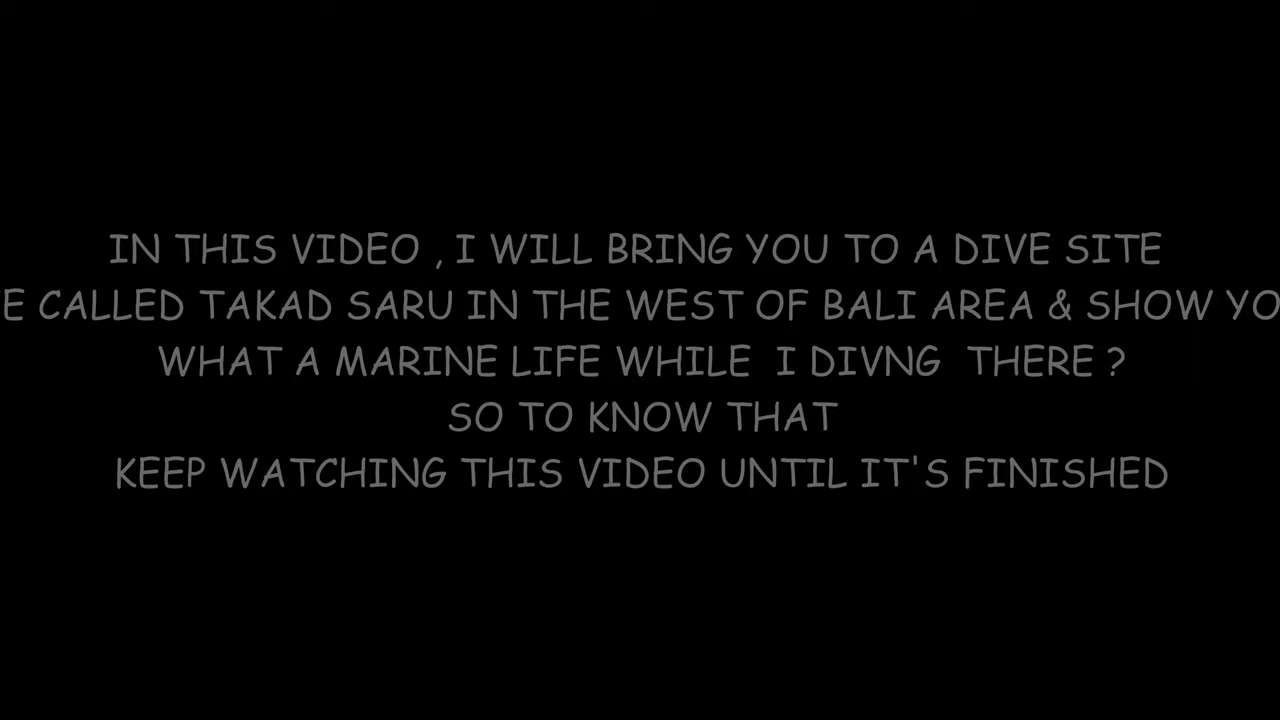 IN THIS VIDEO , I WILL BRING YOU TO A DIVE SITE
E CALLED TAKAD SARU IN THE WEST OF BALI AREA & SHOW YO
WHAT A MARINE LIFE WHILE I DIVNG THERE ?
SO TO KNOW THAT
KEEP WATCHING THIS VIDEO UNTIL IT'S FINISHED